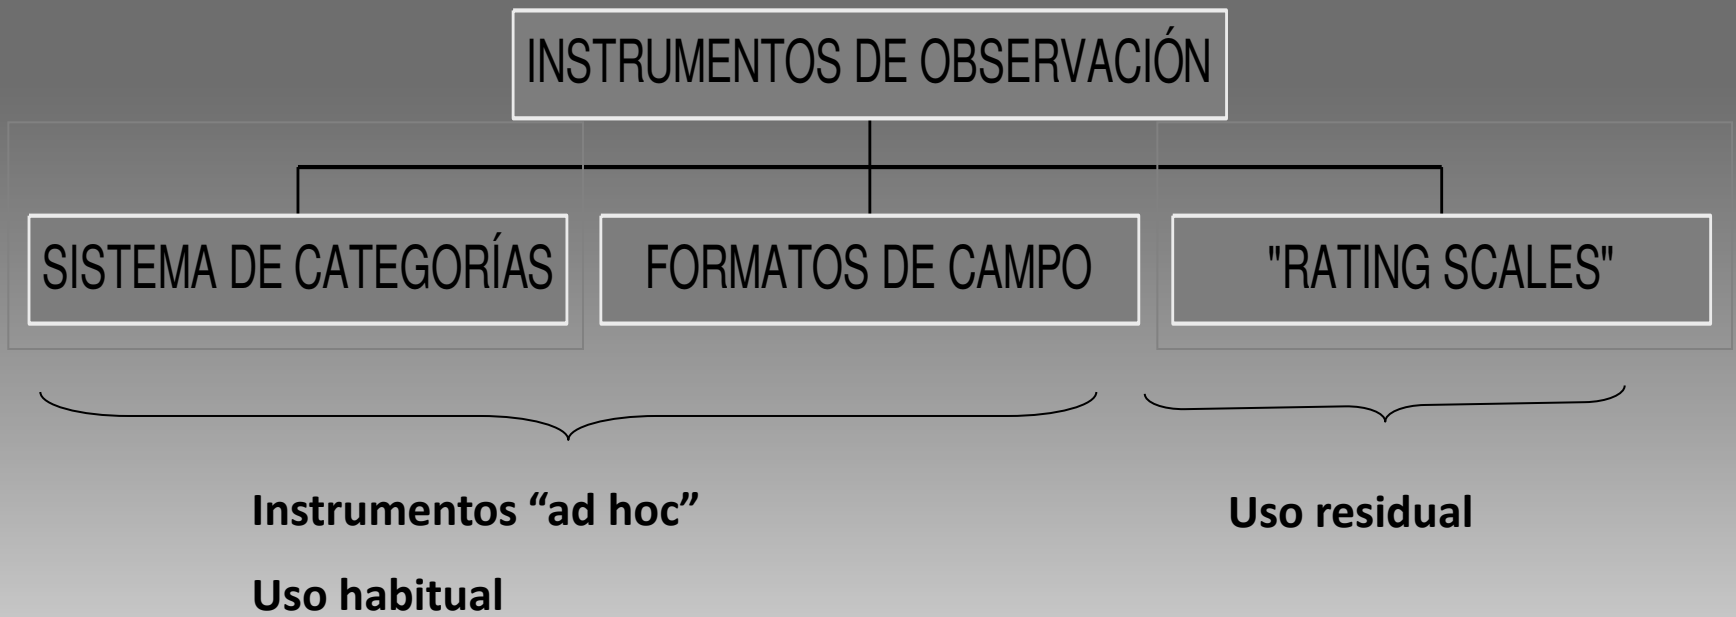 INSTRUMENTOS DE OBSERVACIÓN
SISTEMA DE CATEGORÍAS
FORMATOS DE CAMPO
"RATING SCALES"
Instrumentos “ad hoc”
Uso habitual
Uso residual